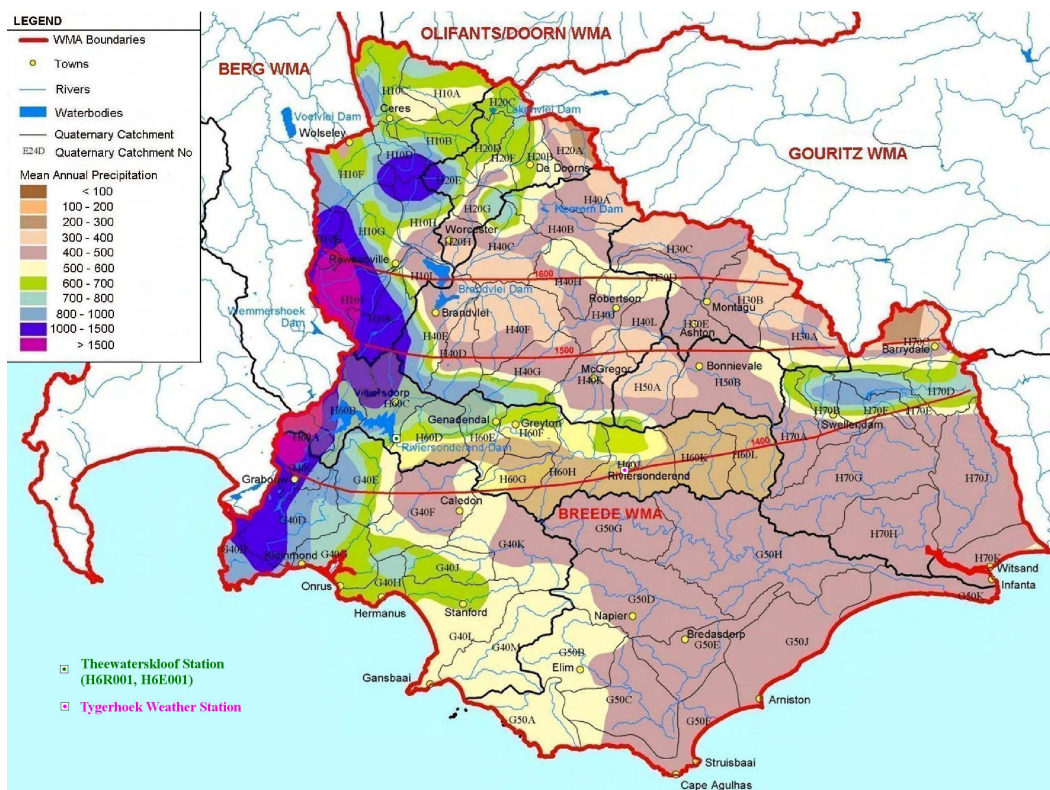 LEGEND
WMA Boundaries
Towns
Rivers
Waterbodies
Quaternary Catchment
E24D Quaternary Catchment No
Mean Annual Precipitation
< 100
100 - 200
200 - 300
300 - 400
400 - 500
500 - 600
600 - 700
700 - 800
800 - 1000
1000 - 1500
> 1500
OLIFANTS/DOORN WMA
BERG WMA
GOURITZ WMA
BREEDE WMA
H10C
H10A
Ceres
H20C
Lakenvlei Dam
Voelvlei Dam
Wolseley
H10B
H20D
H20F
H20B
H20A
De Doorns
H10D
H10F
H20E
H20G
H40A
Keerom Dam
H10G
H10H
Worcester
H20H
H40C
H40B
H30C
Rawsonville
H10L
1600
H40H
H30D
Brandvlei Dam
Robertson
H30B
Montagu
Wemmershoek
Dam
H10K
Brandvlei
H40F
H40J
H40L
H30E
Ashton
H30A
H40E
H40D
1500
H70C
Barrydale
H40G
McGregor
H40K
H50A
Bonnievale
H50B
H70D
Villiersdorp
H60B
H60C
Genadendal
Greyton
H60F
H70B
H70F
H70E
Swellendam
H60A
H60D
H60E
Riviersonderend Dam
1400
H70A
H60J
H60K
H60L
Riviersonderend
Grabouw
G40C
G40E
H60G
H60H
H70G
H70J
Caledon
G40F
G40D
G50G
G40B
G40G
G40K
G50H
H70H
Kleinmond
G40J
H70K
Witsand
Infanta
Onrus
G40H
G50K
Hermanus
Stanford
G50D
Napier
Bredasdorp
G50E
G50J
G40L
G40M
G50B
Elim
Theewaterskloof Station
(H6R001, H6E001)
Gansbaai
Tygerhoek Weather Station
G50C
Arniston
G50A
Struisbaai
Cape Agulhas